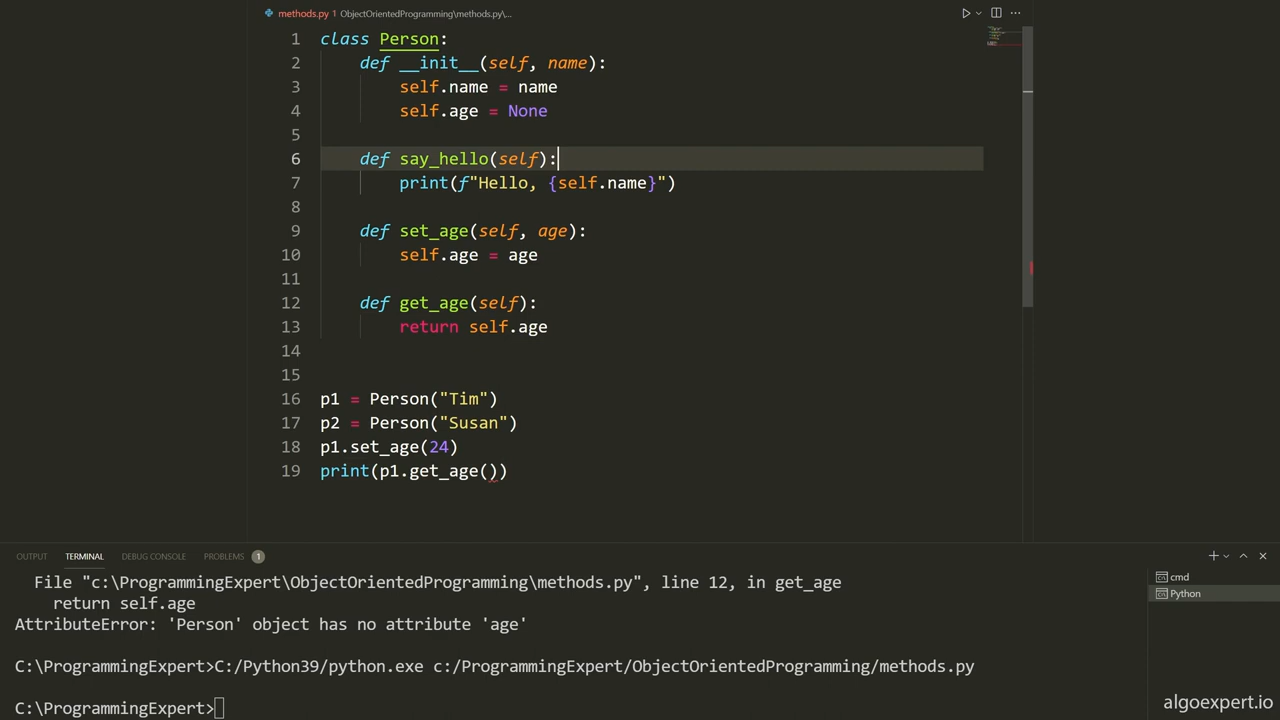 methods.py 1 ObjectOrientedProgramming\methods.py\...
1 class Person:
2 def __init__(self, name):
3 self.name = name
4 self.age = None
5
6 def say_hello(self):
7 print(f"Hello, {self.name}")
8
9 def set_age(self, age):
10 self.age = age
11
12 def get_age(self):
13 return self.age
14
15
16 p1 = Person("Tim")
17 p2 = Person("Susan")
18 p1.set_age(24)
19 print(p1.get_age())
OUTPUT TERMINAL DEBUG CONSOLE PROBLEMS 1
File "c:\ProgrammingExpert\ObjectOrientedProgramming\methods.py", line 12, in get_age
return self.age
AttributeError: 'Person' object has no attribute 'age'
C:\ProgrammingExpert>C:/Python39/python.exe c:/ProgrammingExpert/ObjectOrientedProgramming/methods.py
C:\ProgrammingExpert>
cmd
Python
algoexpert.io